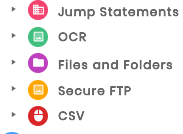 Jump Statements
OCR
Files and Folders
Secure FTP
CSV